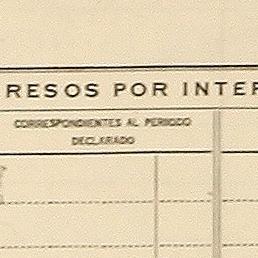 RESOS POR INTER
CORRESPONDIENTES AL PERIODO
DECLARADO